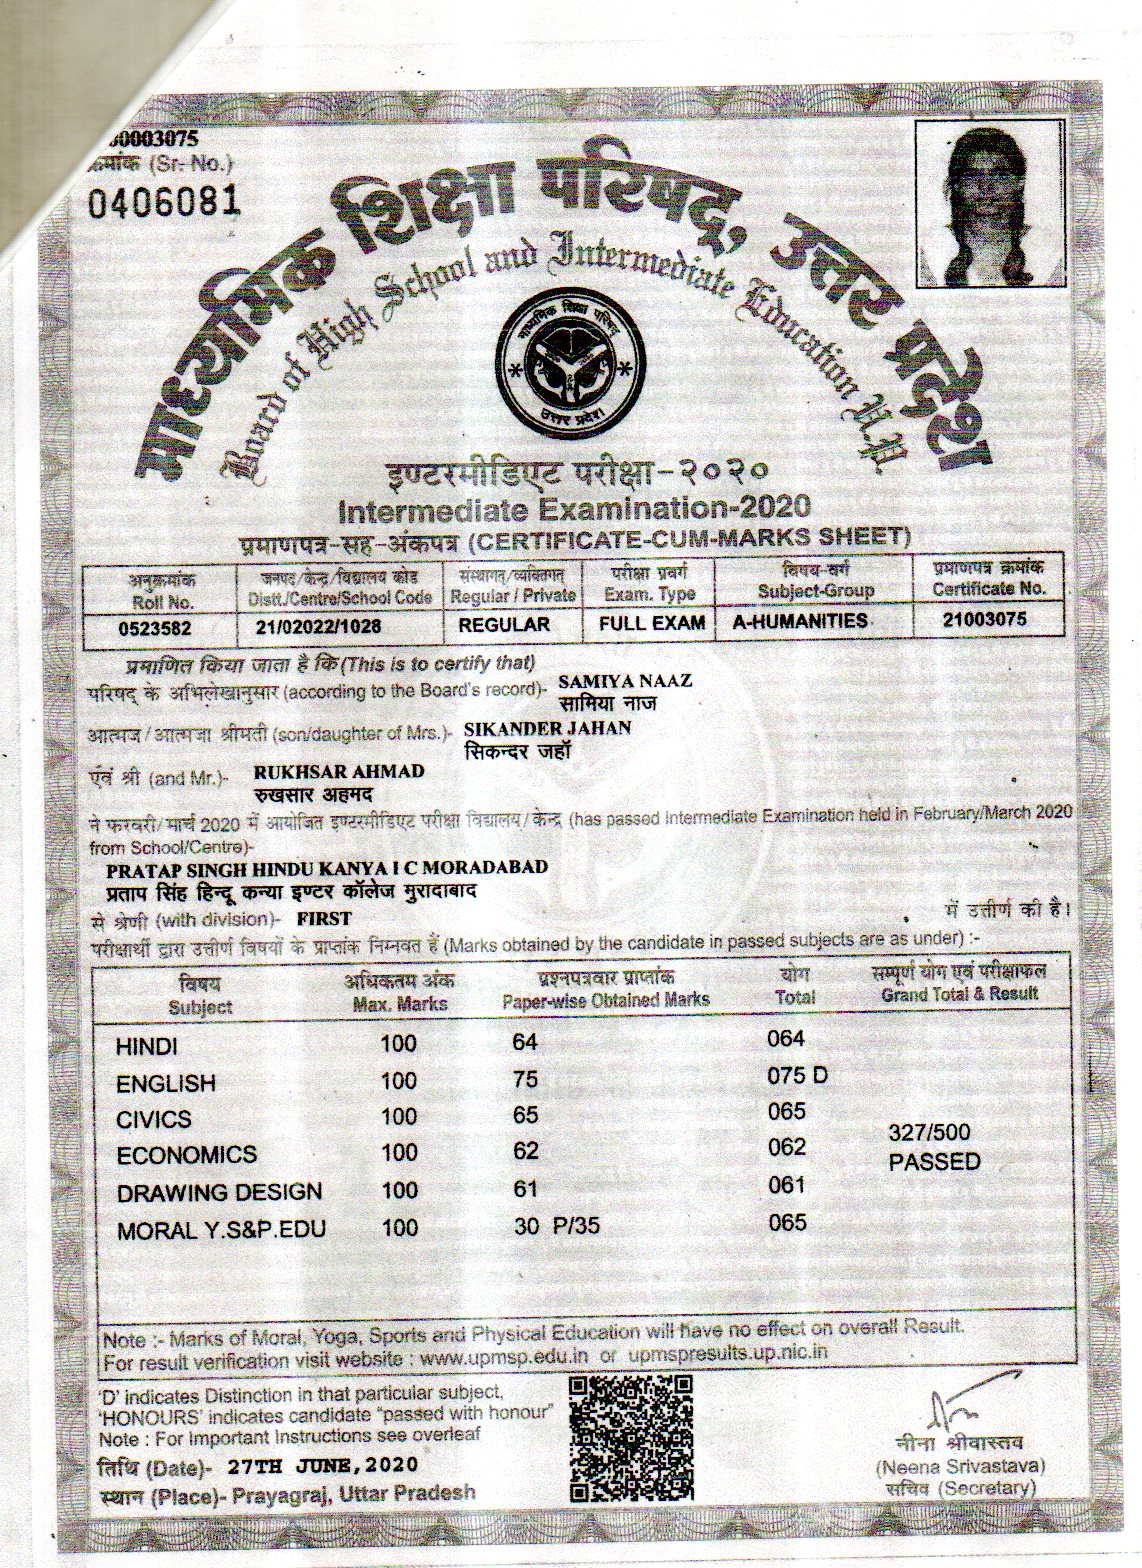 0003075
क्रमांक (Sr. No.)
0406081
माध्यमिक शिक्षा परिषद्, उत्तर प्रदेश
Board of High School and Intermediate Education U.P.
माध्यमिक शिक्षा परिषद
* *
उत्तर प्रदेश
इण्टरमीडिएट परीक्षा-२०२०
Intermediate Examination-2020
प्रमाणपत्र-सह-अंकपत्र (CERTIFICATE-CUM-MARKS SHEET)
अनुक्रमांक जनपद/केन्द्र/विद्यालय कोड संस्थागत/व्यक्तिगत परीक्षा प्रवर्ग विषय-वर्ग प्रमाणपत्र क्रमांक
Roll No. Distt./Centre/School Code Regular / Private Exam. Type Subject-Group Certificate No.
0523582 21/02022/1028 REGULAR FULL EXAM A-HUMANITIES 21003075
प्रमाणित किया जाता है कि (This is to certify that)
परिषद् के अभिलेखानुसार (according to the Board's record)- SAMIYA NAAZ
सामिया नाज
आत्मज/आत्मजा श्रीमती (son/daughter of Mrs.)- SIKANDER JAHAN
सिकन्दर जहॉ
एवं श्री (and Mr.)- RUKHSAR AHMAD
रुखसार अहमद
ने फरवरी/मार्च 2020 में आयोजित इण्टरमीडिएट परीक्षा विद्यालय/केन्द्र (has passed Intermediate Examination held in February/March 2020
from School/Centre)-
PRATAP SINGH HINDU KANYA I C MORADABAD
प्रताप सिंह हिन्दू कन्या इण्टर कॉलेज मुरादाबाद
से श्रेणी (with division)- FIRST में उत्तीर्ण की है।
परीक्षार्थी द्वारा उत्तीर्ण विषयों के प्राप्तांक निम्नवत हैं (Marks obtained by the candidate in passed subjects are as under) :-
विषय अधिकतम अंक प्रश्नपत्रवार प्राप्तांक योग सम्पूर्ण योग एवं परीक्षाफल
Subject Max. Marks Paper-wise Obtained Marks Total Grand Total & Result
HINDI 100 64 064
ENGLISH 100 75 075 D
CIVICS 100 65 065
327/500
ECONOMICS 100 62 062
PASSED
DRAWING DESIGN 100 61 061
MORAL Y.S&P.EDU 100 30 P/35 065
Note :- Marks of Moral, Yoga, Sports and Physical Education will have no effect on overall Result.
For result verification visit website : www.upmsp.edu.in or upmspresults.up.nic.in
'D' indicates Distinction in that particular subject,
'HONOURS' indicates candidate "passed with honour"
Note : For Important Instructions see overleaf
तिथि (Date)- 27TH JUNE, 2020
स्थान (Place)- Prayagraj, Uttar Pradesh
नीना श्रीवास्तव
(Neena Srivastava)
सचिव (Secretary)